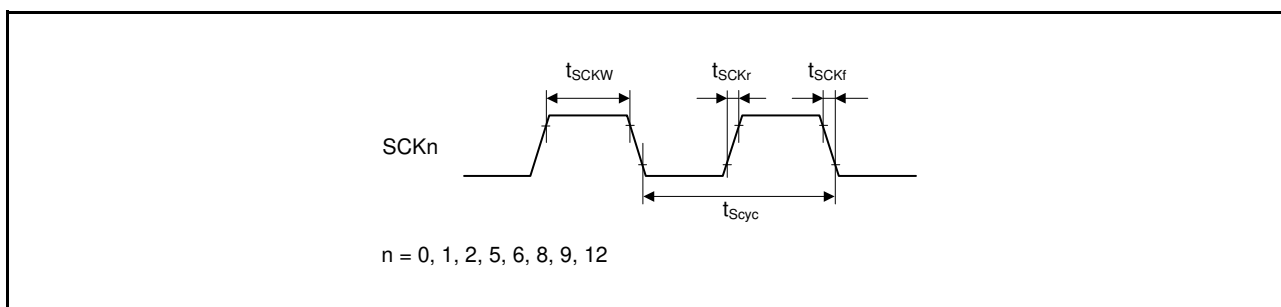 tSCKW
tSCKr
tSCKf
SCKn
tScyc
n = 0, 1, 2, 5, 6, 8, 9, 12